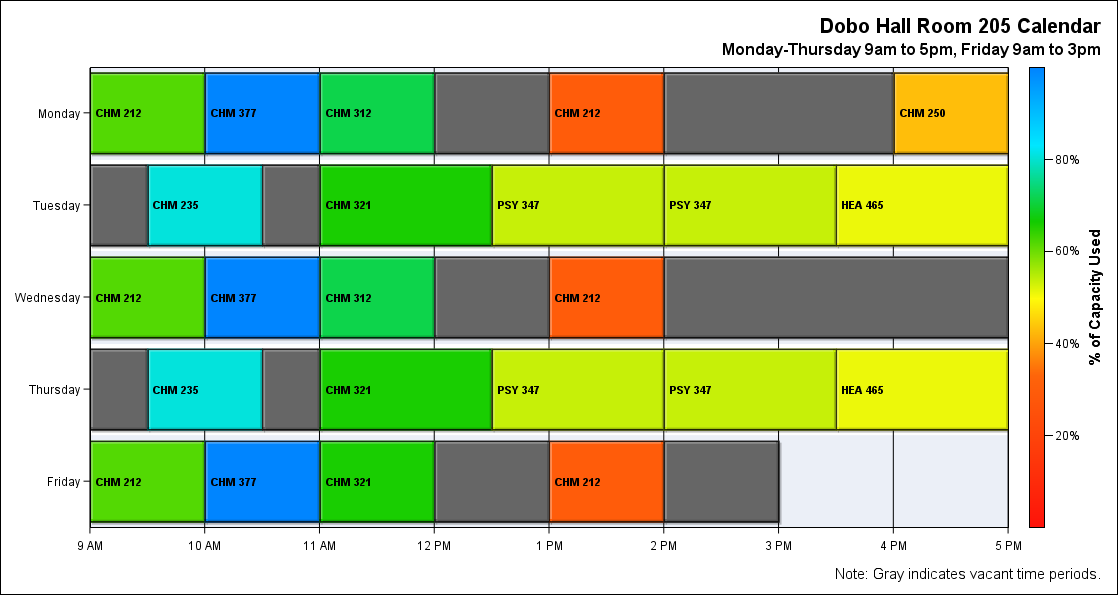 Dobo Hall Room 205 Calendar
Monday-Thursday 9am to 5pm, Friday 9am to 3pm
Monday CHM 212 CHM 377 CHM 312 CHM 212 CHM 250
Tuesday CHM 235 CHM 321 PSY 347 PSY 347 HEA 465
Wednesday CHM 212 CHM 377 CHM 312 CHM 212
Thursday CHM 235 CHM 321 PSY 347 PSY 347 HEA 465
Friday CHM 212 CHM 377 CHM 321 CHM 212
9 AM 10 AM 11 AM 12 PM 1 PM 2 PM 3 PM 4 PM 5 PM
80%
60%
40%
20%
% of Capacity Used
Note: Gray indicates vacant time periods.